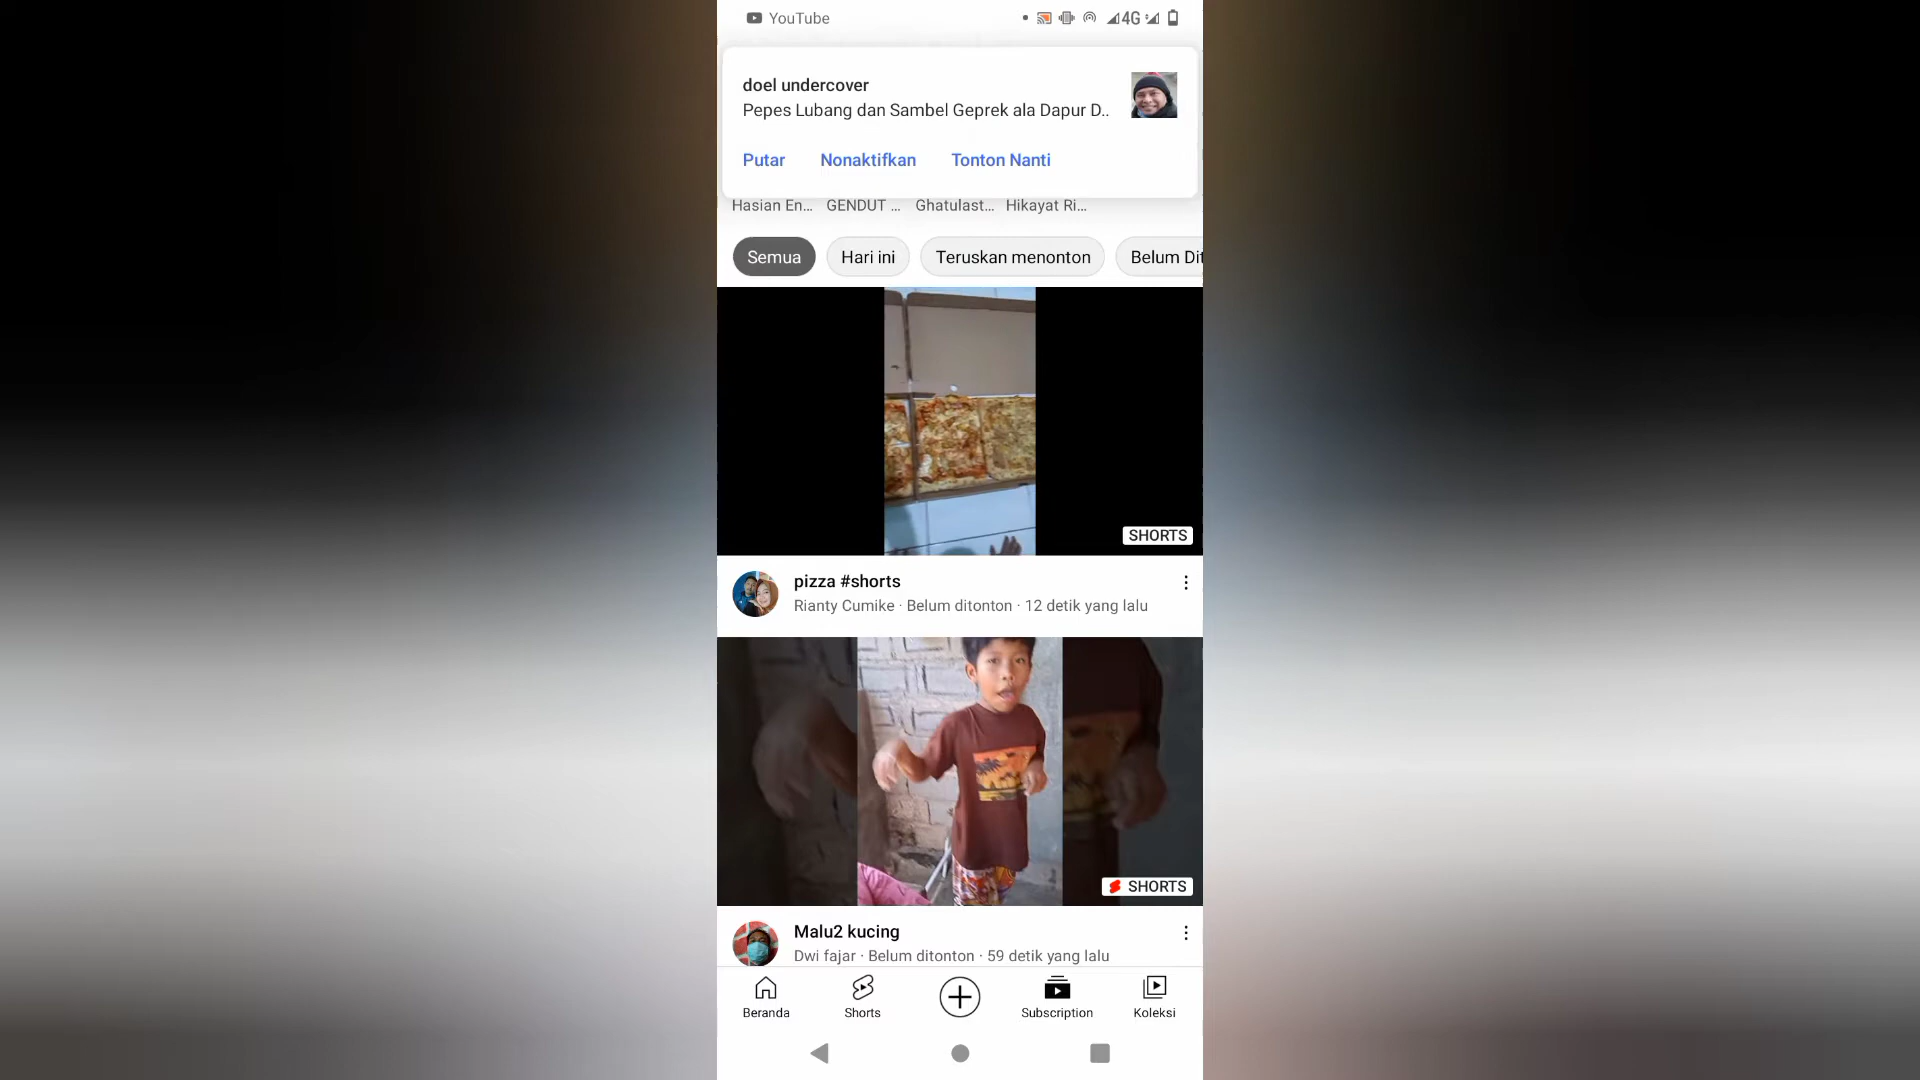 YouTube
4G
doel undercover
Pepes Lubang dan Sambel Geprek ala Dapur D..
Putar Nonaktifkan Tonton Nanti
Hasian En... GENDUT ... Ghatulast... Hikayat Ri...
Semua Hari ini Teruskan menonton Belum Dit
SHORTS
pizza #shorts
Rianty Cumike · Belum ditonton · 12 detik yang lalu
SHORTS
Malu2 kucing
Dwi fajar · Belum ditonton · 59 detik yang lalu
Beranda Shorts Subscription Koleksi